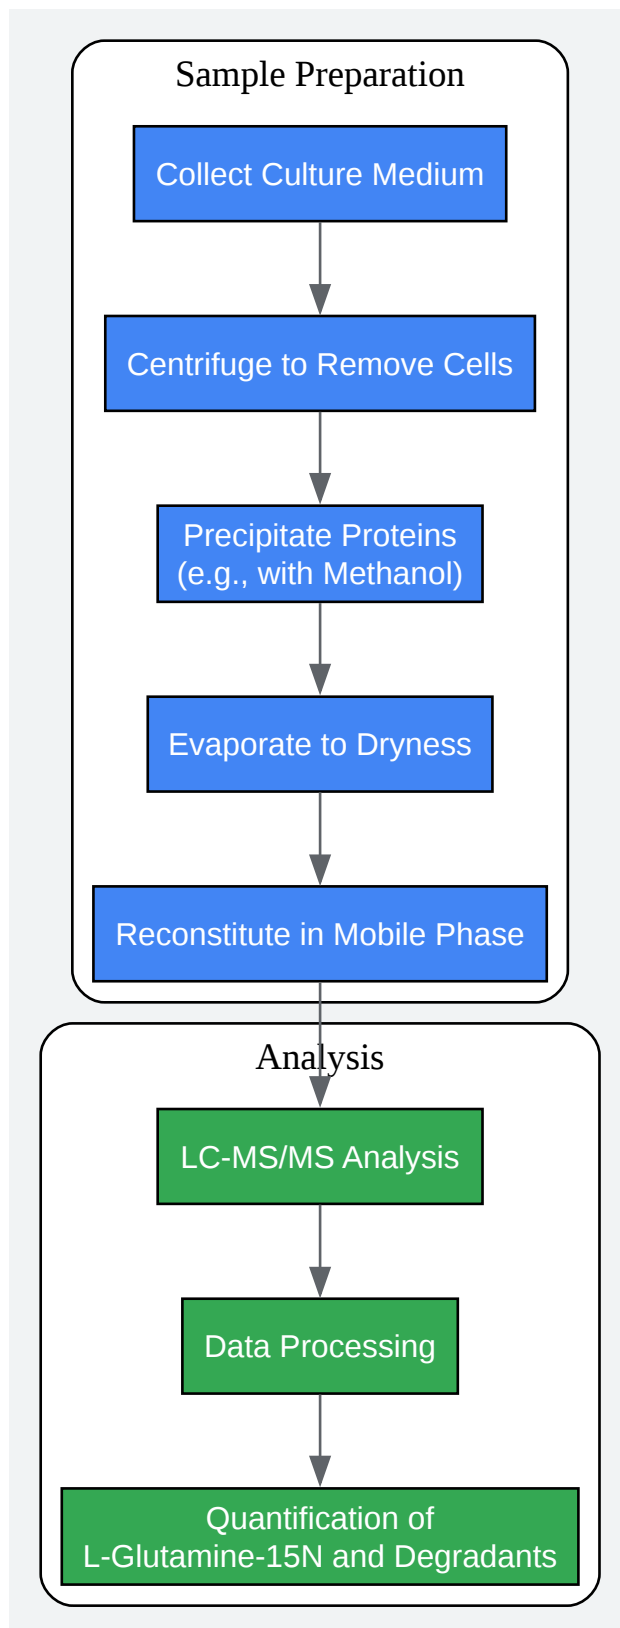 Sample Preparation
Collect Culture Medium
Centrifuge to Remove Cells
Precipitate Proteins
(e.g., with Methanol)
Evaporate to Dryness
Reconstitute in Mobile Phase
Analysis
LC-MS/MS Analysis
Data Processing
Quantification of
L-Glutamine-15N and Degradants